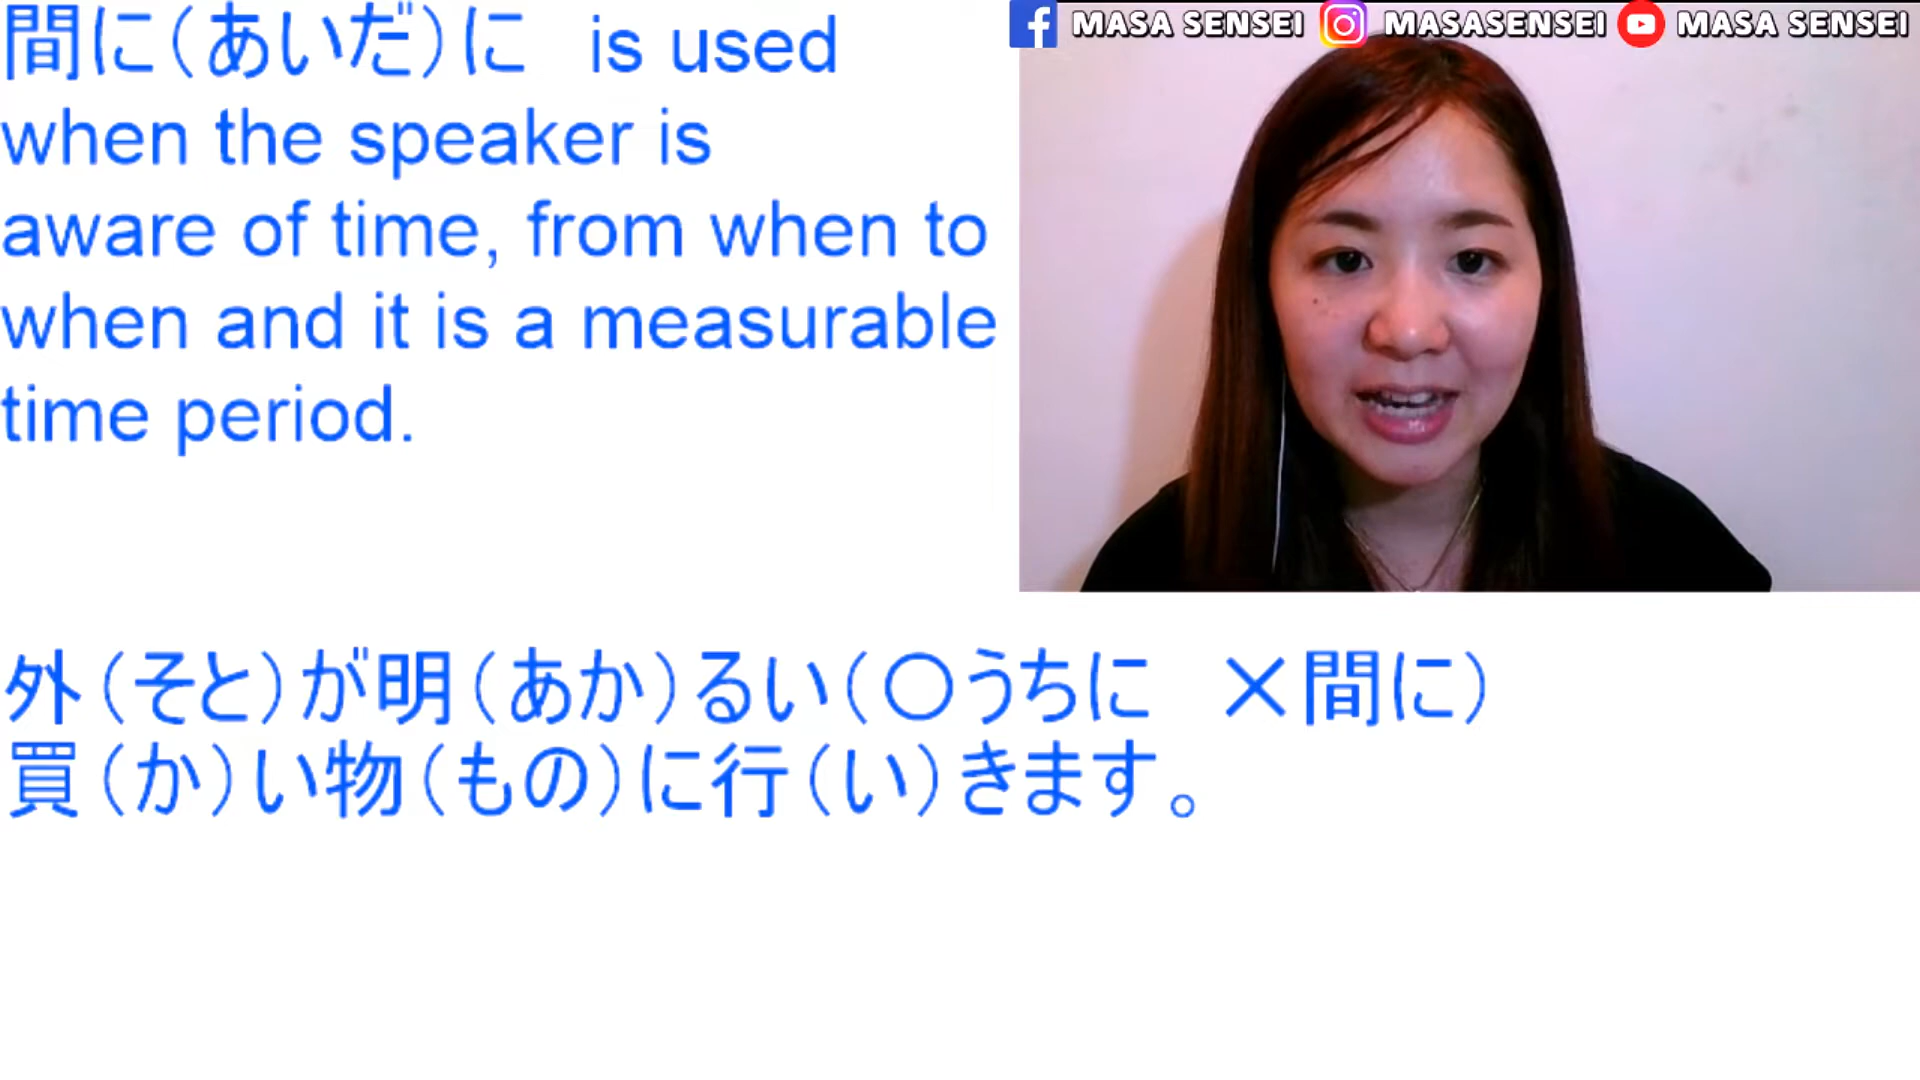 間に（あいだ）に is used
when the speaker is
aware of time, from when to
when and it is a measurable
time period.
MASA SENSEI MASASENSEI MASA SENSEI
外（そと）が明（あか）るい（〇うちに ×間に）
買（か）い物（もの）に行（い）きます。